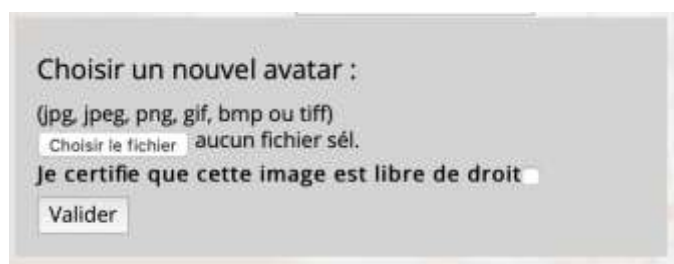 Choisir un nouvel avatar :
(jpg, jpeg, png, gif, bmp ou tiff)
Choisir le fichier aucun fichier sél.
Je certifie que cette image est libre de droit
Valider